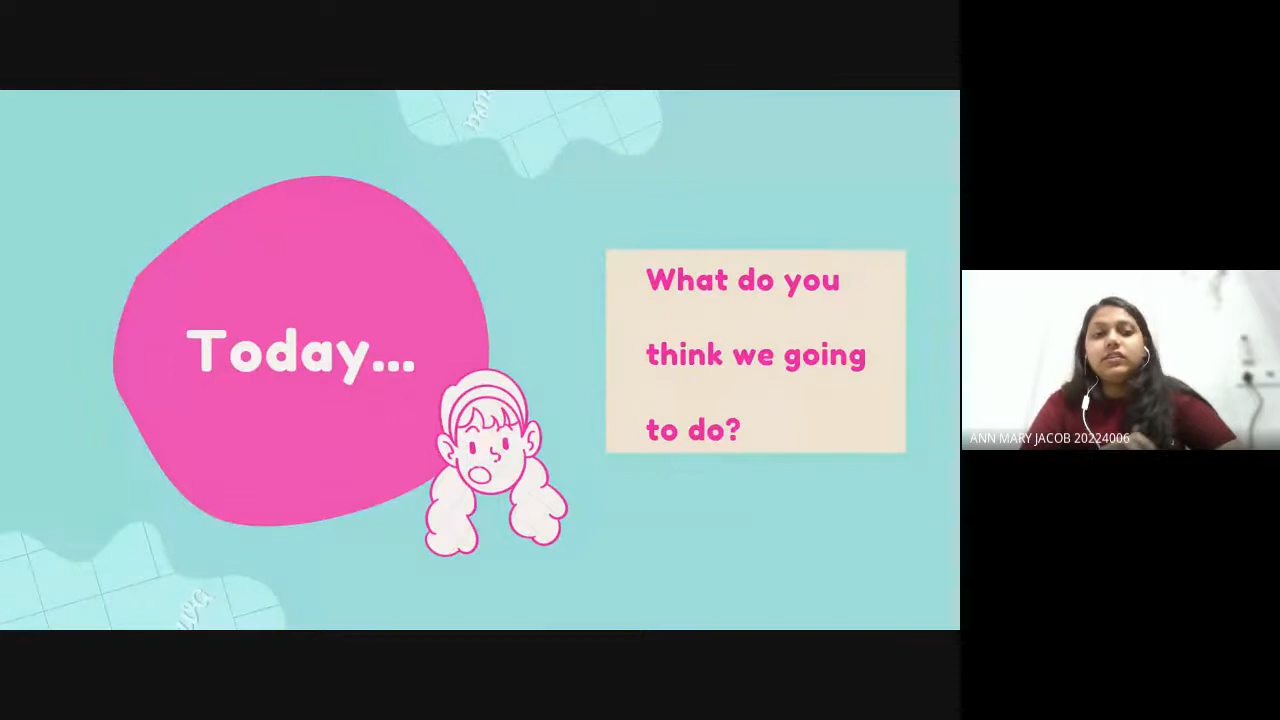 Today...
What do you
think we going
to do?
ANN MARY JACOB 20224006